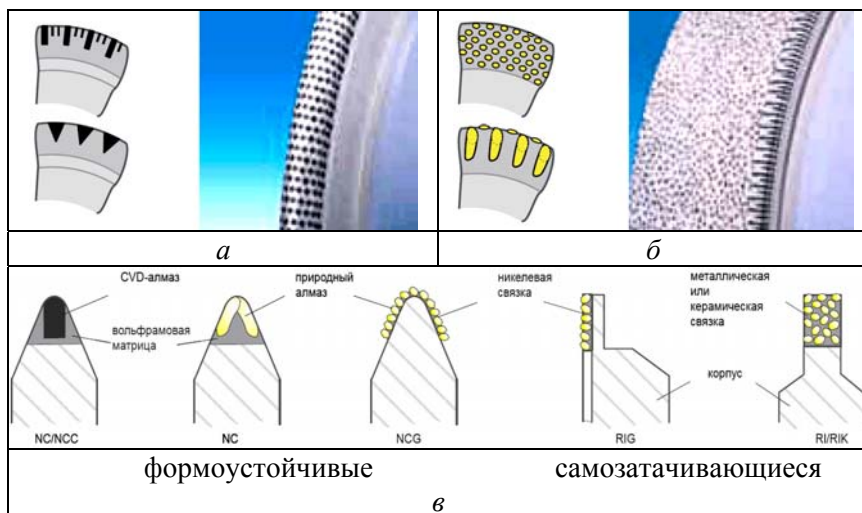 а
б
CVD-алмаз
природный
алмаз
никелевая
связка
металлическая
или
керамическая
связка
вольфрамовая
матрица
корпус
NC/NCC
NC
NCG
RIG
RI/RIK
формоустойчивые
самозатачивающиеся
в